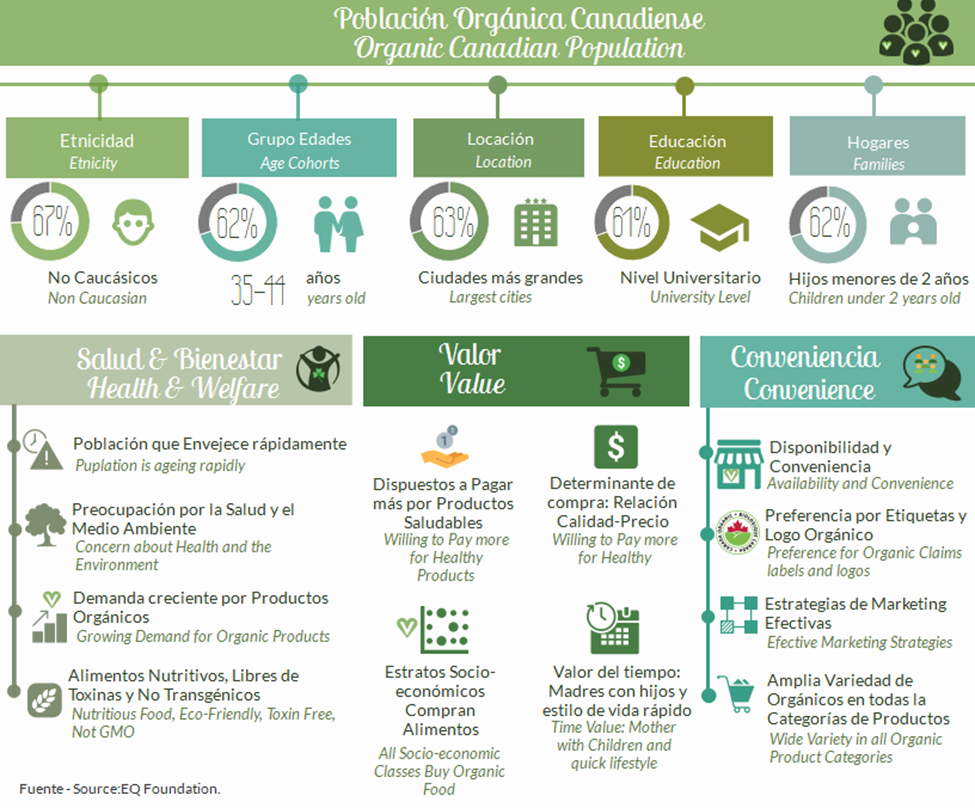 Población Orgánica Canadiense
Organic Canadian Population
Etnicidad
Etnicity
Grupo Edades
Age Cohorts
Locación
Location
Educación
Education
Hogares
Families
67%
62%
63%
61%
62%
No Caucásicos
Non Caucasian
35-44 años
years old
Ciudades más grandes
Largest cities
Nivel Universitario
University Level
Hijos menores de 2 años
Children under 2 years old
Salud & Bienestar
Health & Welfare
Población que Envejece rápidamente
Puplation is ageing rapidly
Preocupación por la Salud y el
Medio Ambiente
Concern about Health and the
Environment
Demanda creciente por Productos
Orgánicos
Growing Demand for Organic Products
Alimentos Nutritivos, Libres de
Toxinas y No Transgénicos
Nutritious Food, Eco-Friendly, Toxin Free,
Not GMO
Valor
Value
$
1
Dispuestos a Pagar
más por Productos
Saludables
Willing to Pay more
for Healthy
Products
$
Determinante de
compra: Relación
Calidad-Precio
Willing to Pay more
for Healthy
Estratos Socio-
económicos
Compran
Alimentos
All Socio-economic
Classes Buy Organic
Food
Valor del tiempo:
Madres con hijos y
estilo de vida rápido
Time Value: Mother
with Children and
quick lifestyle
Conveniencia
Convenience
Disponibilidad y
Conveniencia
Availability and Convenience
CANADA ORGANIC • BIOLOGIQUE CANADA
Preferencia por Etiquetas y
Logo Orgánico
Preference for Organic Claims
labels and logos
Estrategias de Marketing
Efectivas
Efective Marketing Strategies
Amplia Variedad de
Orgánicos en todas la
Categorías de Productos
Wide Variety in all Organic
Product Categories
Fuente - Source:EQ Foundation.